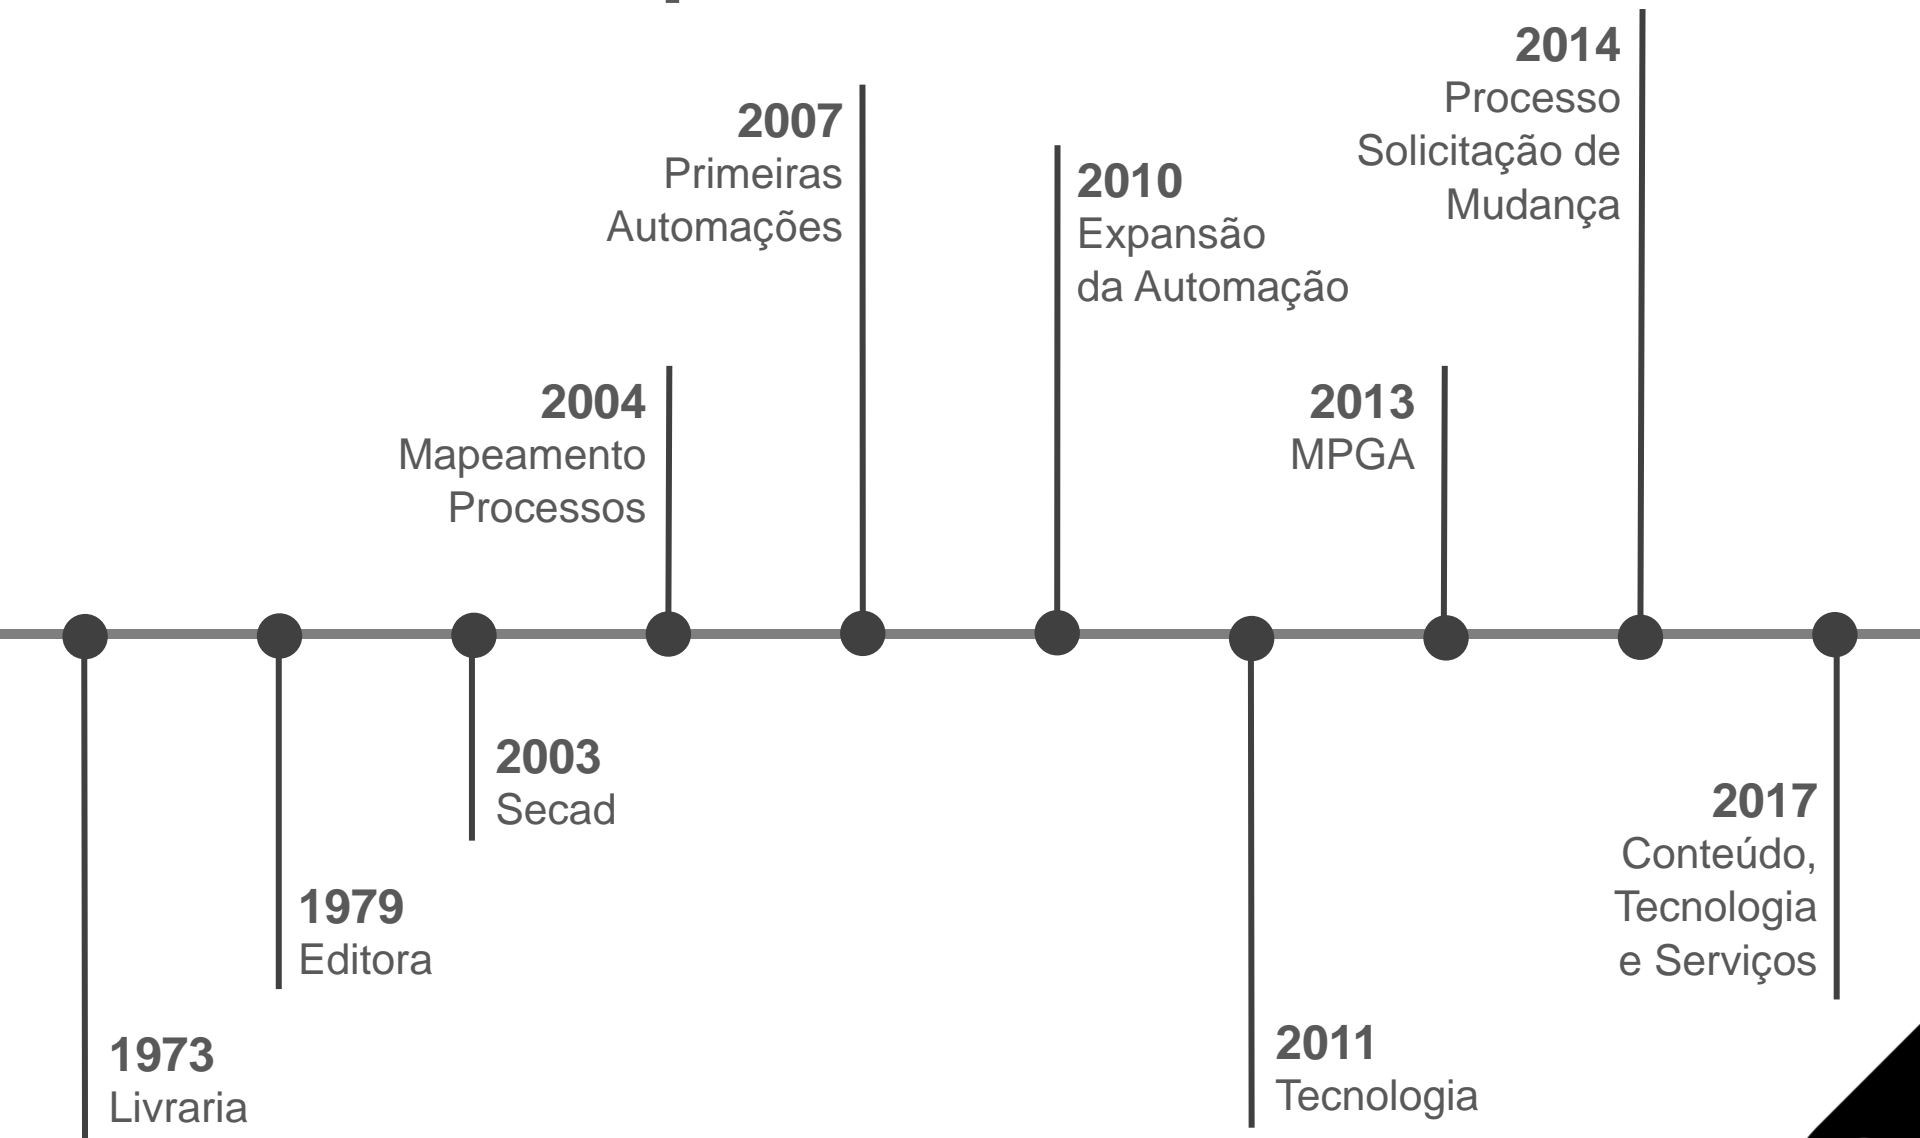 2014
Processo
Solicitação de
Mudança
2007
Primeiras
Automações
2010
Expansão
da Automação
2004
Mapeamento
Processos
2013
MPGA
2003
Secad
2017
Conteúdo,
Tecnologia
e Serviços
1979
Editora
2011
Tecnologia
1973
Livraria